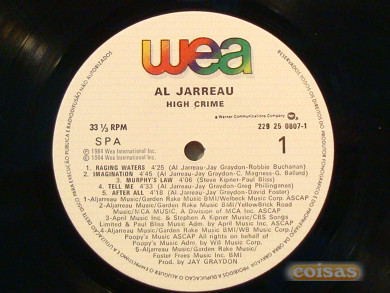 wea
AL JARREAU
HIGH CRIME
a Warner Communications Company
33 1/3 RPM
229 25 0807-1
SPA
1
℗ 1984 Wea International Inc.
© 1984 Wea International Inc.
1. RAGING WATERS 4'25 (Al Jarreau-Jay Graydon-Robbie Buchanan)
2. IMAGINATION 4'45 (Al Jarreau-Jay Graydon-C. Magness-G. Ballard)
3. MURPHY'S LAW (Steve Kipner-Paul Bliss)
4. TELL ME 4'33 (Al Jarreau-Jay Graydon-Greg Phillinganes)
5. AFTER ALL 4'18 (Al Jarreau-Jay Graydon-David Foster)
1-Aljarreau Music/Garden Rake Music BMI/Welbeck Music Corp. ASCAP
2-Aljarreau Music/Garden Rake Music BMI/Yellow Brick Road
Music/MCA MUSIC, A Division of MCA Inc. ASCAP
3-April Music Inc. & Stephen A Kipner Music/CBS Songs
Limited & Paul Bliss Music Admin. by April Music Inc. ASCAP
4-Aljarreau Music/Garden Rake Music BMI/WB Music Corp./
Poopy's Music ASCAP All rights on behalf of
Poopy's Music Adm. by WB Music Corp.
5-Aljarreau Music/Garden Rake Music/
Foster Frees Music Inc. BMI
Prod. by JAY GRAYDON
coisas